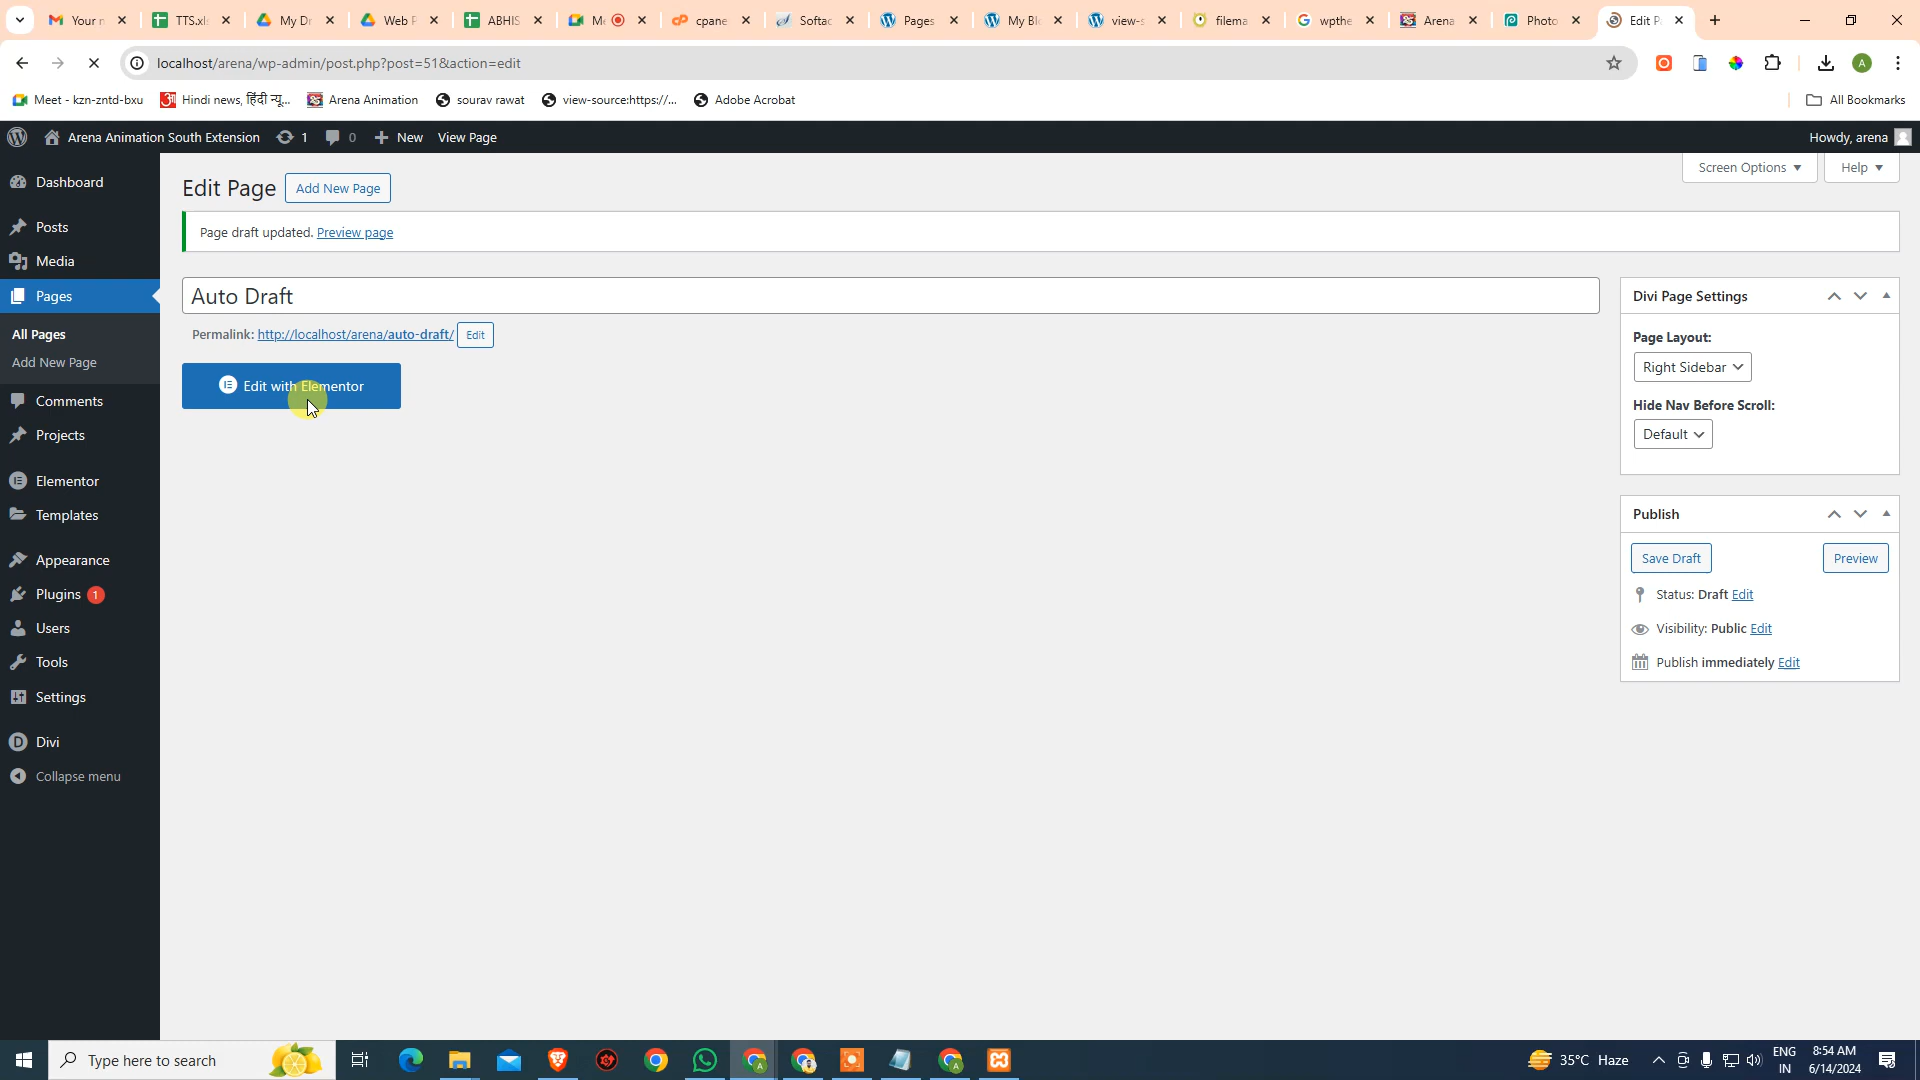 Your n
TTS.xl
My Dr
Web F
ABHIS
Me
cpane
Softac
Pages
My Bl
view-s
filema
wpthe
Arena
Photo
Edit P
localhost/arena/wp-admin/post.php?post=51&action=edit
Meet - kzn-zntd-bxu
Hindi news, हिंदी न्यू...
Arena Animation
sourav rawat
view-source:https://...
Adobe Acrobat
All Bookmarks
Arena Animation South Extension
1
0
New
View Page
Howdy, arena
Dashboard
Posts
Media
Pages
All Pages
Add New Page
Comments
Projects
Elementor
Templates
Appearance
Plugins 1
Users
Tools
Settings
Divi
Collapse menu
Screen Options
Help
Edit Page
Add New Page
Page draft updated. Preview page
Auto Draft
Permalink: http://localhost/arena/auto-draft/ Edit
Edit with Elementor
Divi Page Settings
Page Layout:
Right Sidebar
Hide Nav Before Scroll:
Default
Publish
Save Draft
Preview
Status: Draft Edit
Visibility: Public Edit
Publish immediately Edit
Type here to search
35°C Haze
ENG
IN
8:54 AM
6/14/2024